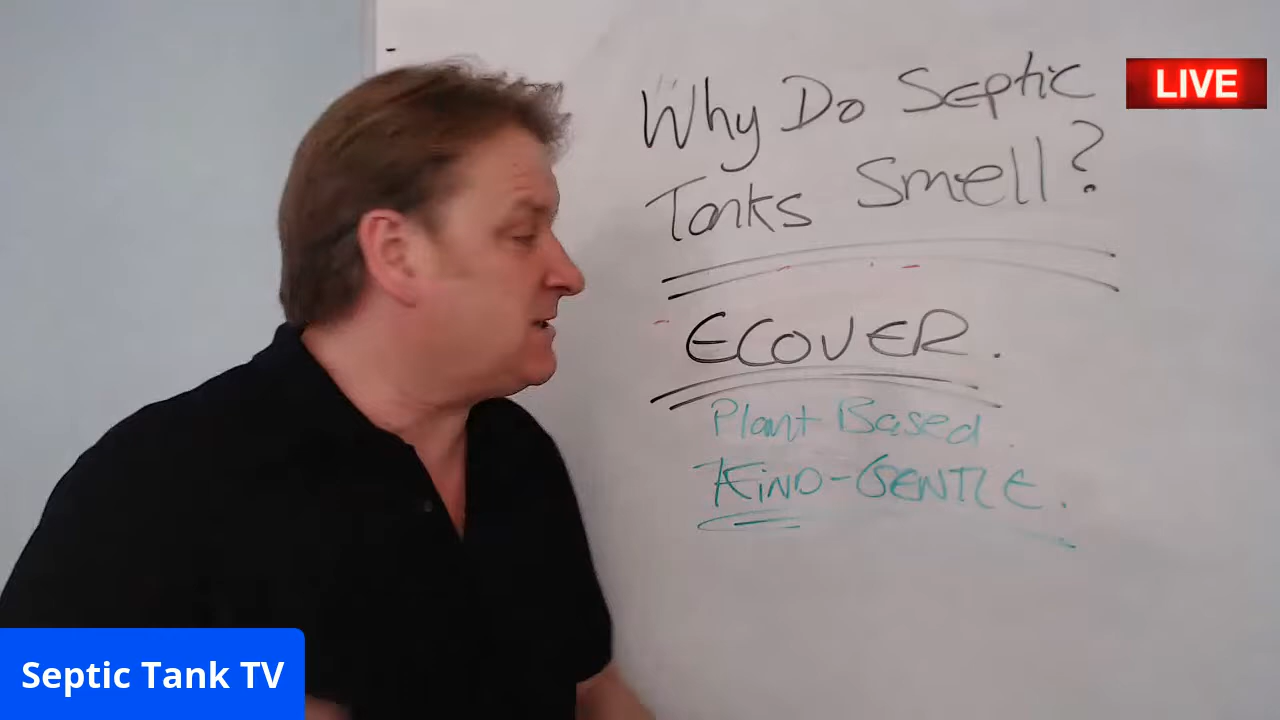 Why Do Septic
Tanks Smell?
LIVE
ECOVER.
Plant Based.
KIND-GENTLE.
Septic Tank TV